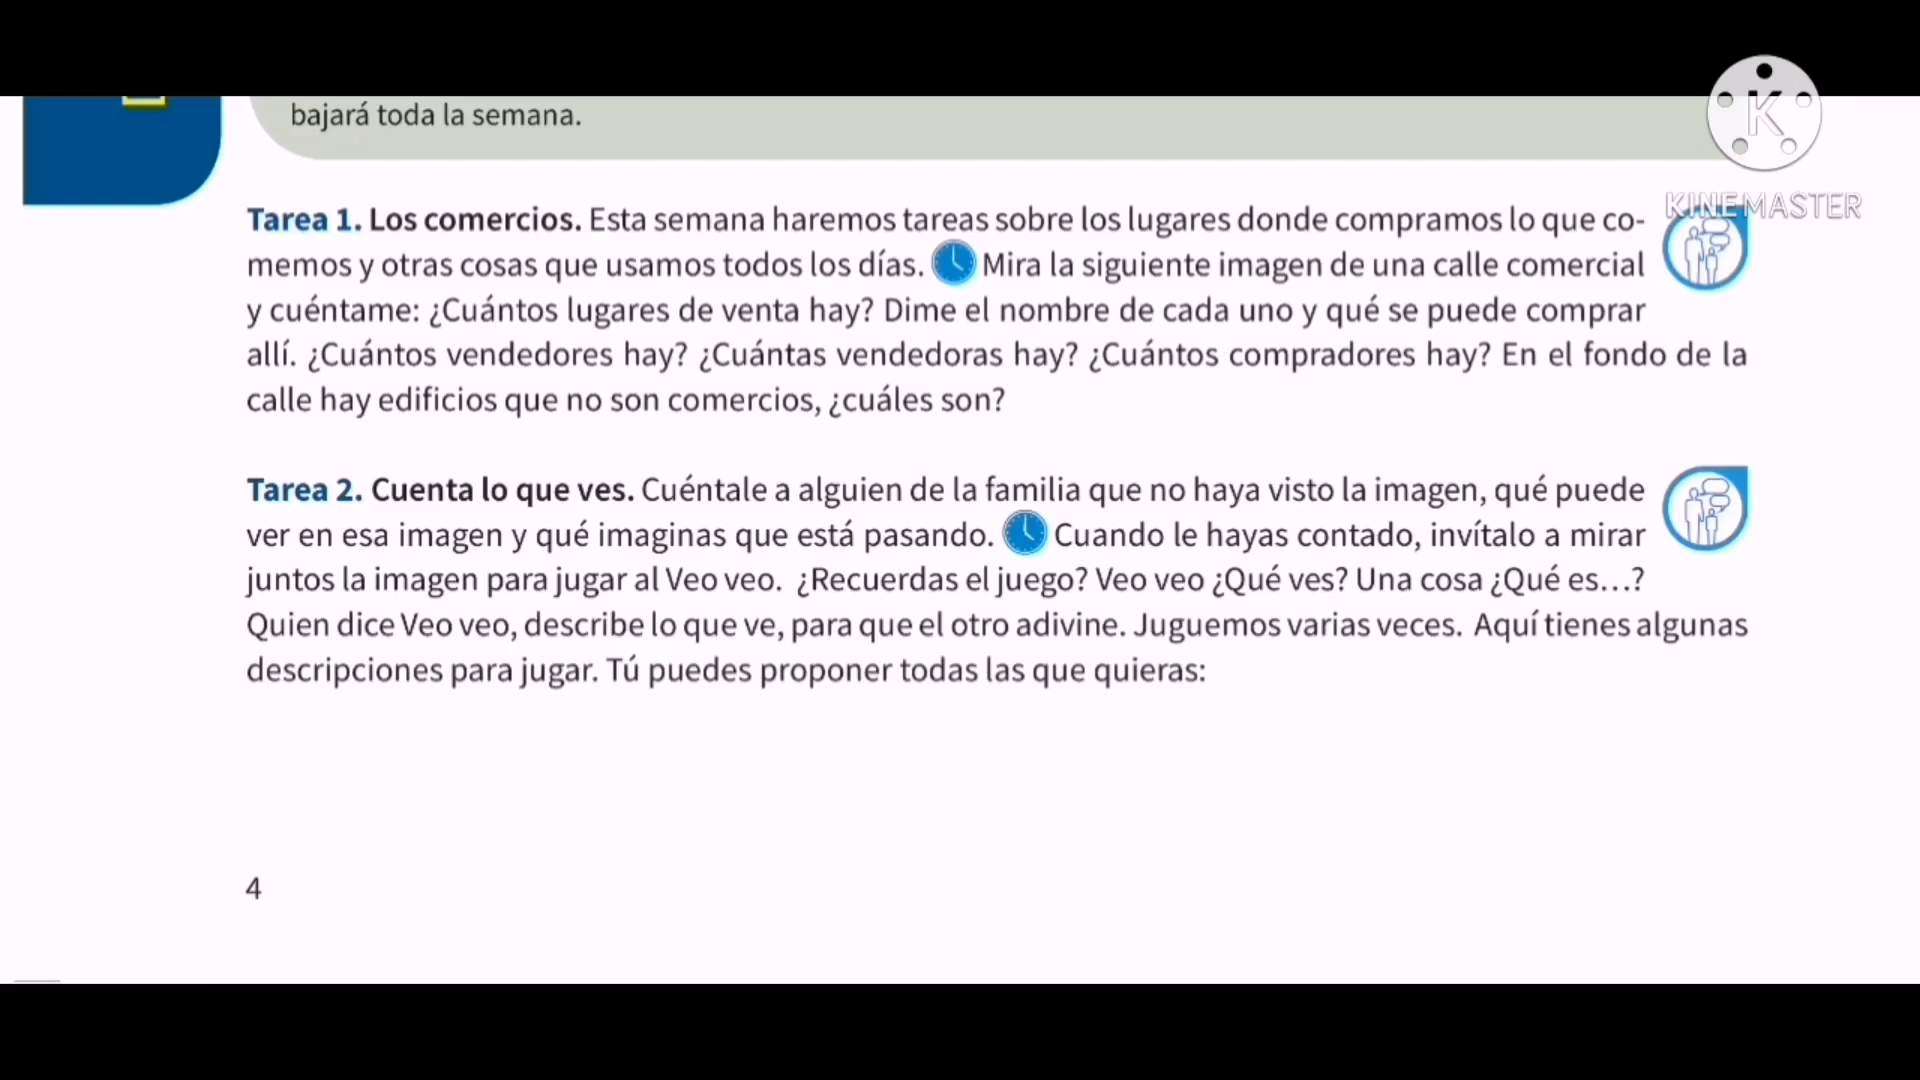 bajará toda la semana.
K
KINEMASTER
Tarea 1. Los comercios. Esta semana haremos tareas sobre los lugares donde compramos lo que co-
memos y otras cosas que usamos todos los días. Mira la siguiente imagen de una calle comercial
y cuéntame: ¿Cuántos lugares de venta hay? Dime el nombre de cada uno y qué se puede comprar
allí. ¿Cuántos vendedores hay? ¿Cuántas vendedoras hay? ¿Cuántos compradores hay? En el fondo de la
calle hay edificios que no son comercios, ¿cuáles son?
Tarea 2. Cuenta lo que ves. Cuéntale a alguien de la familia que no haya visto la imagen, qué puede
ver en esa imagen y qué imaginas que está pasando. Cuando le hayas contado, invítalo a mirar
juntos la imagen para jugar al Veo veo. ¿Recuerdas el juego? Veo veo ¿Qué ves? Una cosa ¿Qué es...?
Quien dice Veo veo, describe lo que ve, para que el otro adivine. Juguemos varias veces. Aquí tienes algunas
descripciones para jugar. Tú puedes proponer todas las que quieras:
4